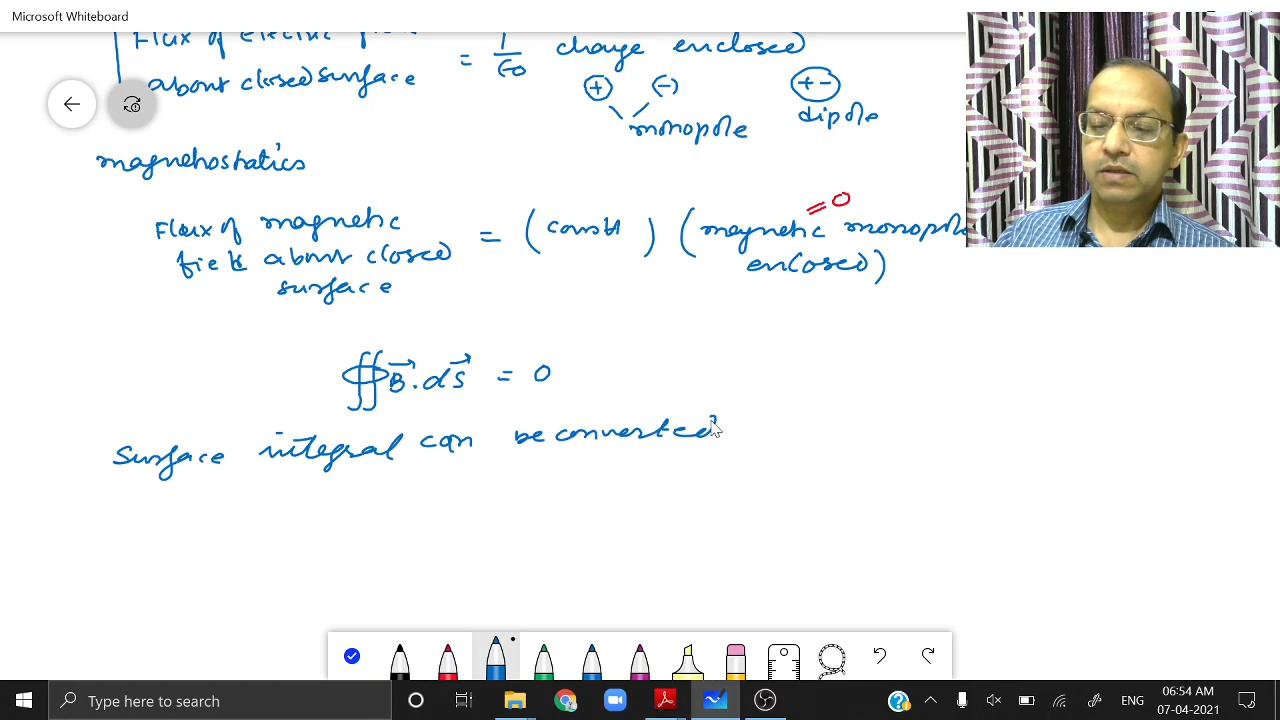 Microsoft Whiteboard
Flux of electric field
about closed surface = 1/ε0 charge enclosed
+ − + −
monopole dipole
magnetostatics
= 0
Flux of magnetic = (const) (magnetic monopole
field about closed enclosed)
surface
∯ B⃗ . dS⃗ = 0
Surface integral can be converted
Type here to search
ENG
06:54 AM
07-04-2021